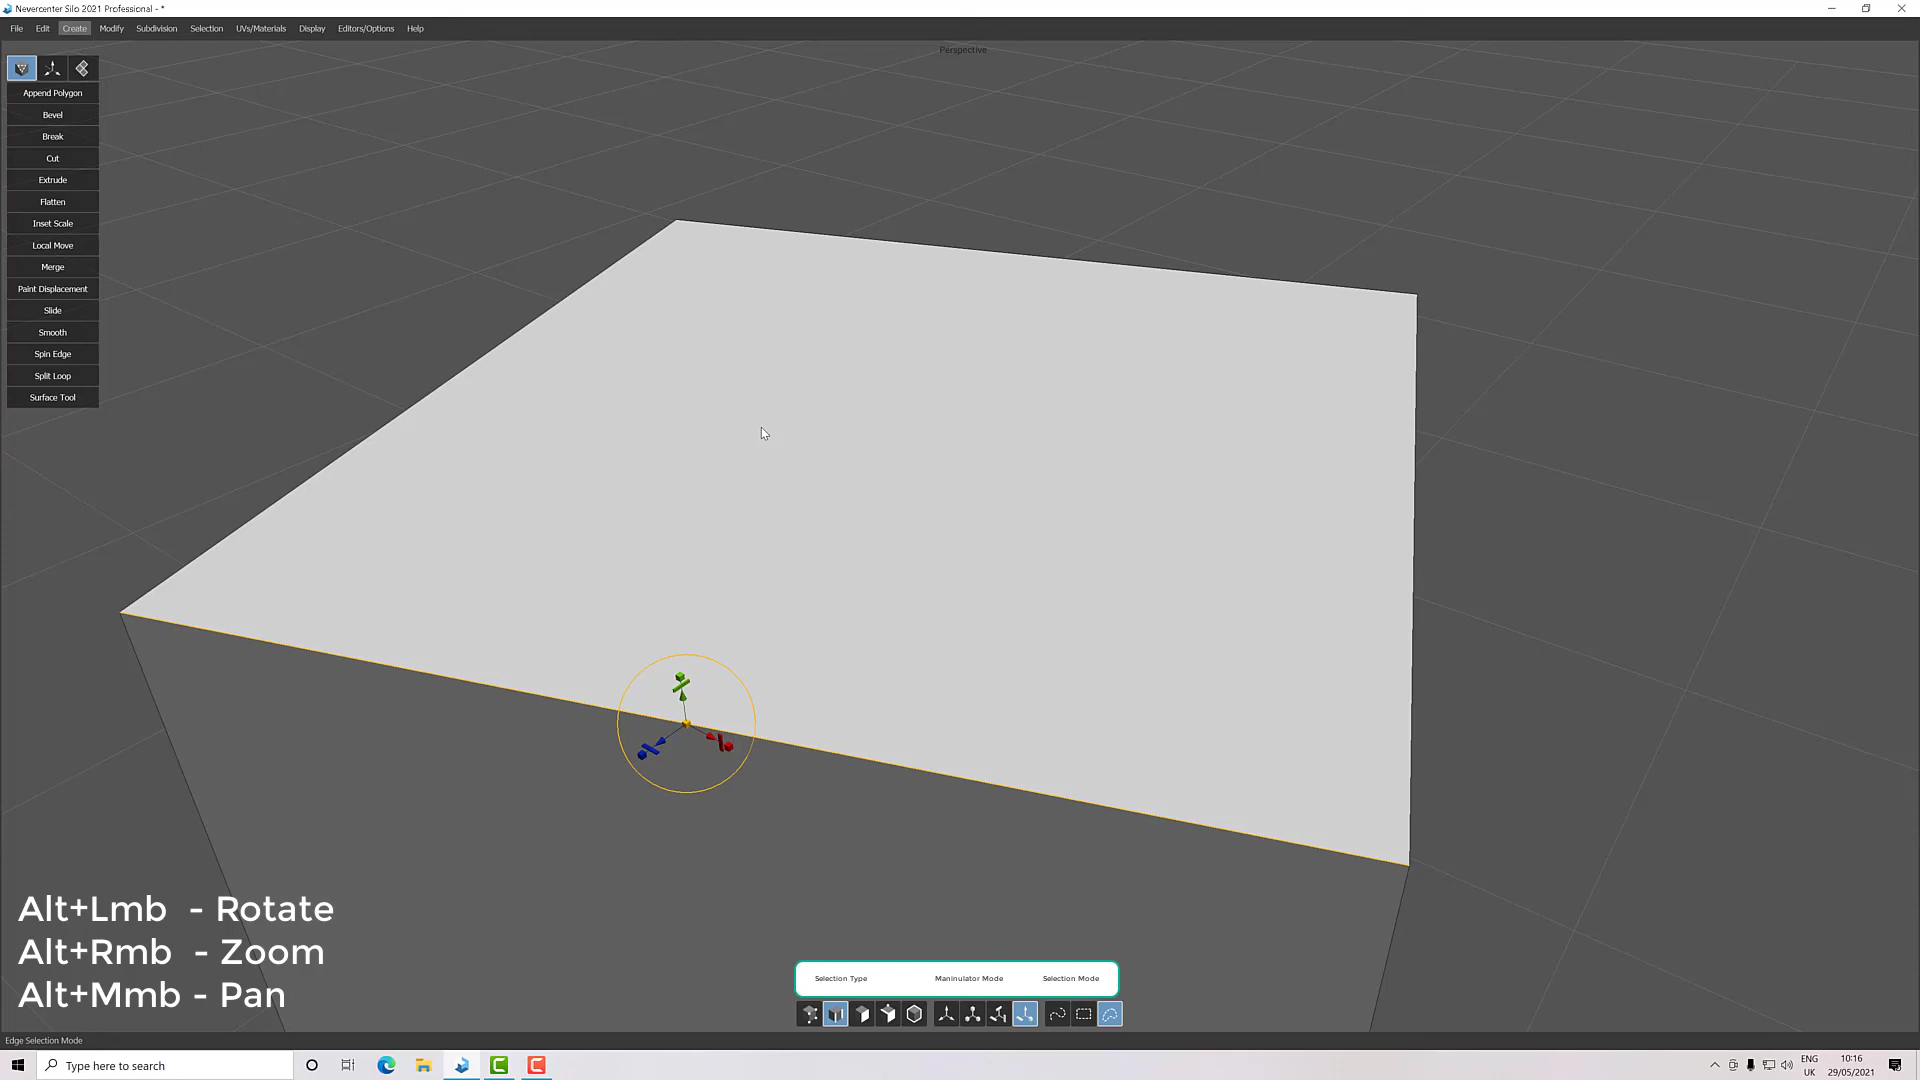 Nevercenter Silo 2021 Professional - *
File Edit Create Modify Subdivision Selection UVs/Materials Display Editors/Options Help
Perspective
Append Polygon
Bevel
Break
Cut
Extrude
Flatten
Inset Scale
Local Move
Merge
Paint Displacement
Slide
Smooth
Spin Edge
Split Loop
Surface Tool
Alt+Lmb - Rotate
Alt+Rmb - Zoom
Alt+Mmb - Pan
Selection Type Maninulator Mode Selection Mode
Edge Selection Mode
Type here to search
ENG
UK
10:16
29/05/2021